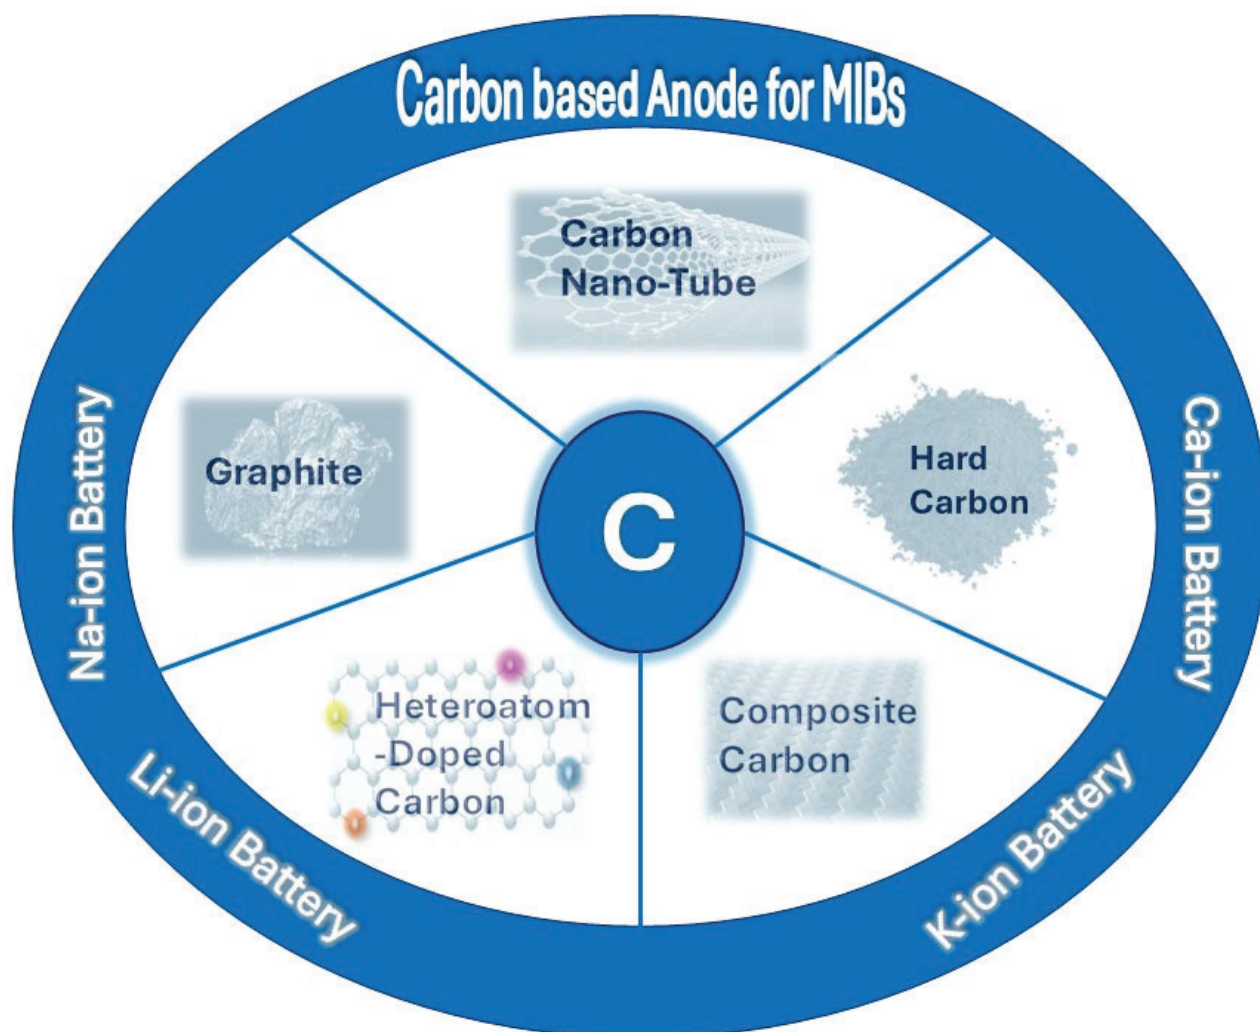 Carbon based Anode for MIBs
Carbon
Nano-Tube
Graphite
Hard
Carbon
C
Heteroatom
-Doped
Carbon
Composite
Carbon
Na-ion Battery
Ca-ion Battery
Li-ion Battery
K-ion Battery